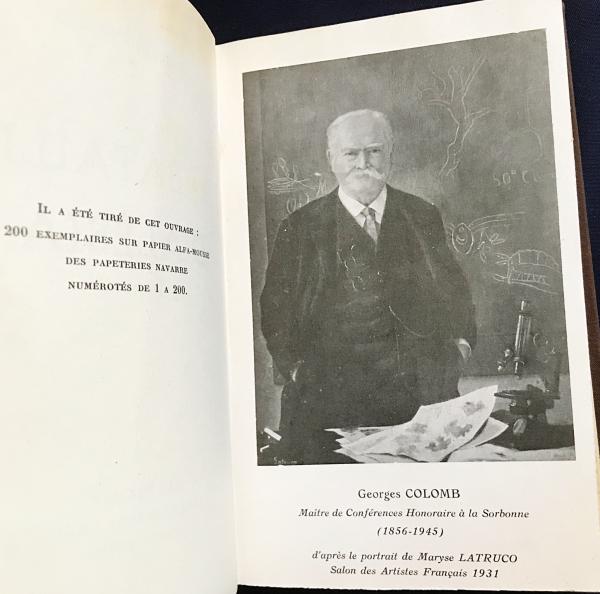 IL A ÉTÉ TIRÉ DE CET OUVRAGE :
200 EXEMPLAIRES SUR PAPIER ALFA-MOUSSE
DES PAPETERIES NAVARRE
NUMÉROTÉS DE 1 A 200.
50°C
Georges COLOMB
Maître de Conférences Honoraire à la Sorbonne
(1856-1945)
d'après le portrait de Maryse LATRUCO
Salon des Artistes Français 1931